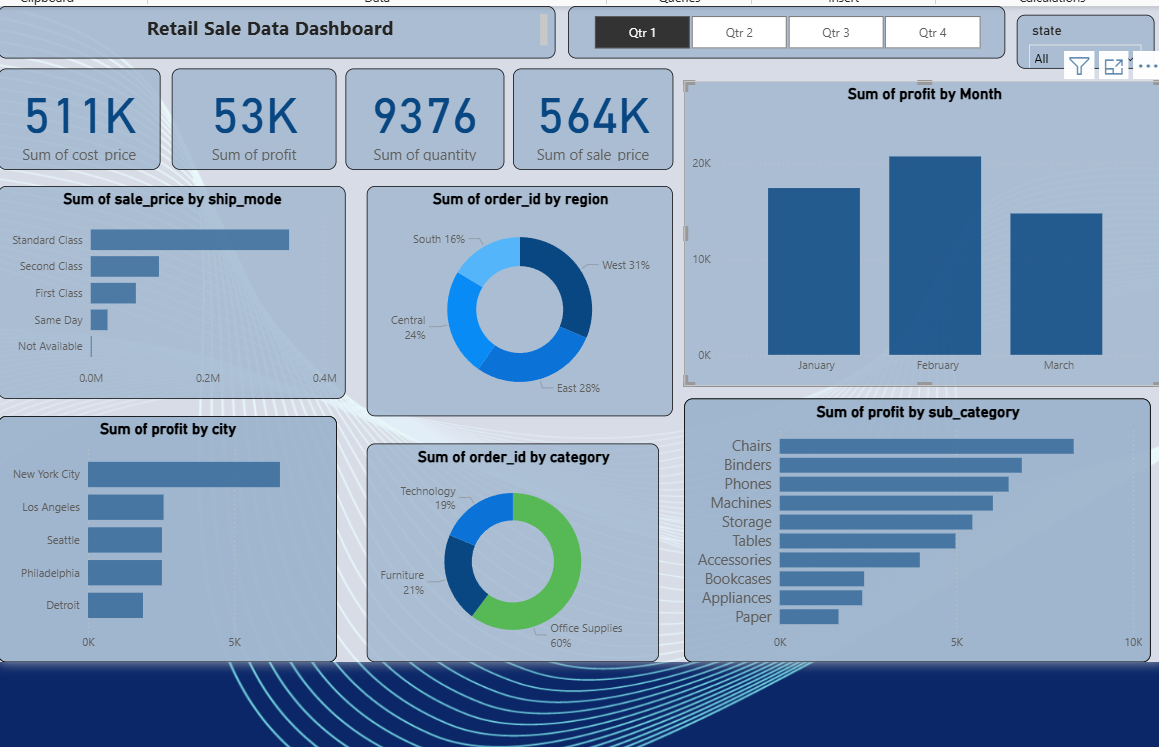 Clipboard
Data
Queries
Insert
Calculations
Retail Sale Data Dashboard
Qtr 1
Qtr 2
Qtr 3
Qtr 4
state
All
511K
Sum of cost_price
53K
Sum of profit
9376
Sum of quantity
564K
Sum of sale_price
Sum of profit by Month
20K
10K
0K
January
February
March
Sum of sale_price by ship_mode
Standard Class
Second Class
First Class
Same Day
Not Available
0.0M
0.2M
0.4M
Sum of order_id by region
South 16%
West 31%
Central
24%
East 28%
Sum of profit by city
New York City
Los Angeles
Seattle
Philadelphia
Detroit
0K
5K
Sum of order_id by category
Technology
19%
Furniture
21%
Office Supplies
60%
Sum of profit by sub_category
Chairs
Binders
Phones
Machines
Storage
Tables
Accessories
Bookcases
Appliances
Paper
0K
5K
10K